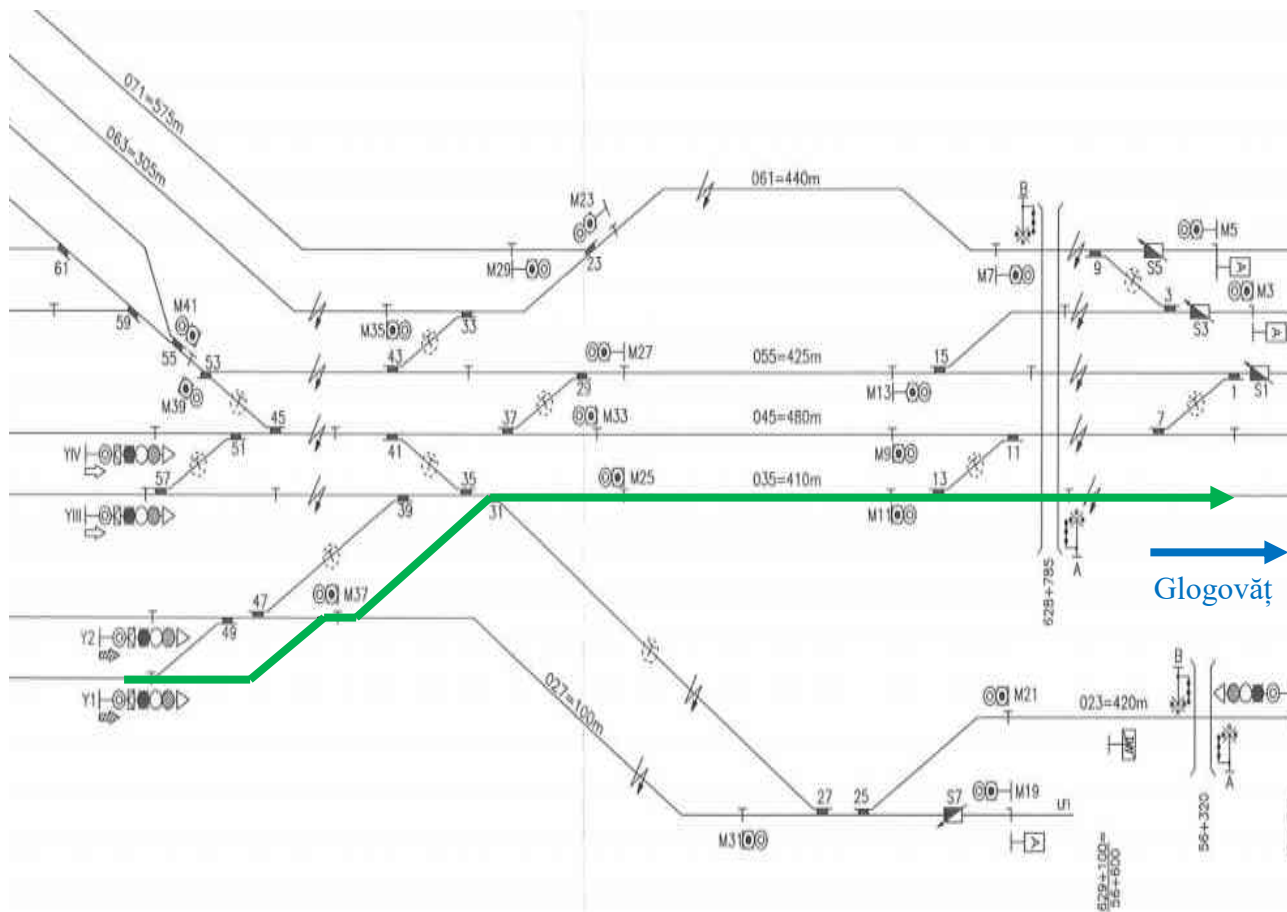 071=575m
063=305m
061=440m
M23
B
M5
M29
23
M7
9
S5
3
M3
A
S3
A
61
59
M41
55
53
M35
33
43
M27
055=425m
15
M13
29
1
S1
M39
45
37
M33
045=480m
7
YIV
51
41
M9
11
57
35
M25
035=410m
13
YIII
39
31
M11
A
628+785
Glogovăț
47
M37
Y2
49
Y1
027=100m
M21
023=420m
B
A
27
25
S7
M19
M31
A
629+100=
56+600
56+320